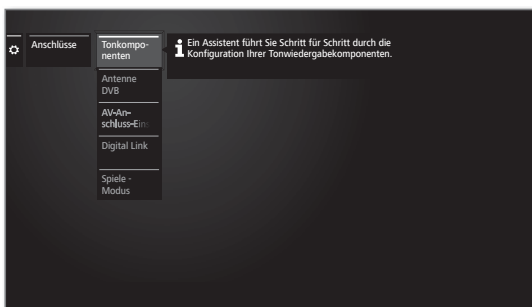 Anschlüsse
Tonkompo-
nenten
Ein Assistent führt Sie Schritt für Schritt durch die
Konfiguration Ihrer Tonwiedergabekomponenten.
Antenne
DVB
AV-An-
schluss-Ein
Digital Link
Spiele -
Modus